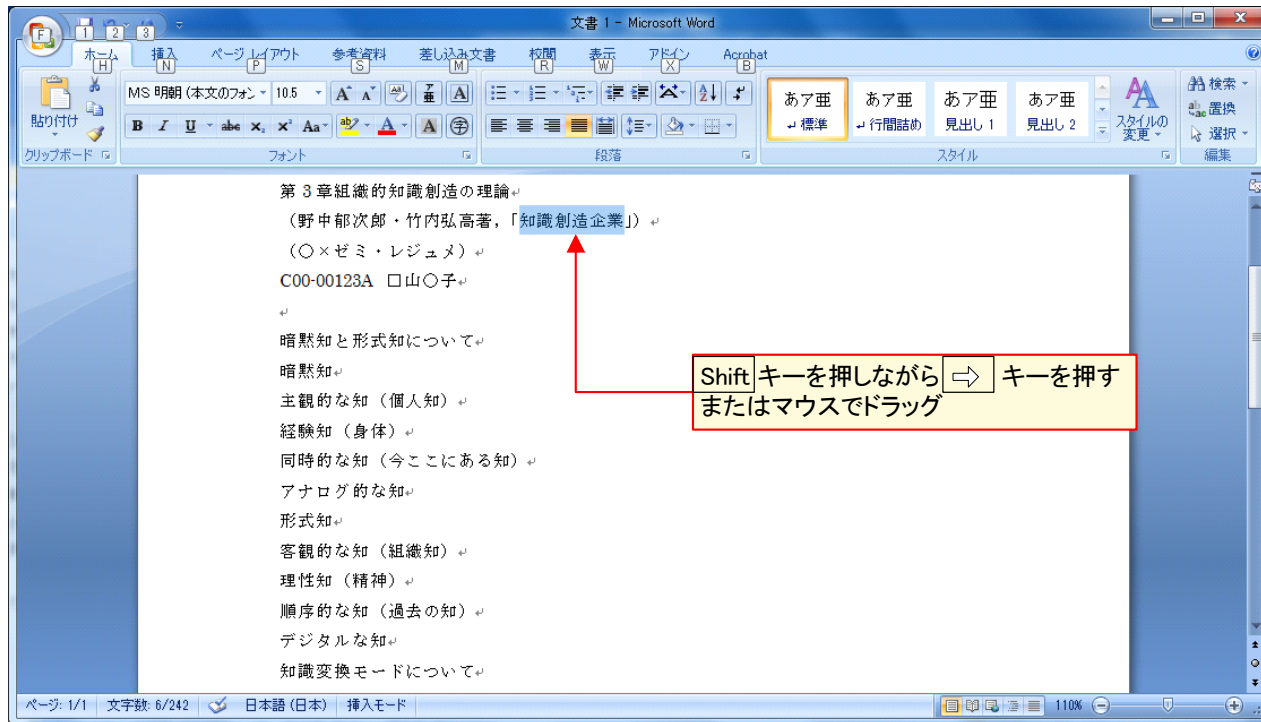 文書 1 - Microsoft Word
F 1 2 3
ホーム 挿入 ページ レイアウト 参考資料 差し込み文書 校閲 表示 アドイン Acrobat
H N P S M R W X B
貼り付け
MS 明朝 (本文のフォン 10.5
標準 行間詰め 見出し 1 見出し 2
あア亜 あア亜 あア亜 あア亜
スタイルの変更
検索
置換
選択
クリップボード フォント 段落 スタイル 編集
第 3 章組織的知識創造の理論
（野中郁次郎・竹内弘高著,「知識創造企業」）
（〇×ゼミ・レジュメ）
C00-00123A 口山〇子
暗黙知と形式知について
暗黙知
主観的な知（個人知）
経験知（身体）
同時的な知（今ここにある知）
アナログ的な知
形式知
客観的な知（組織知）
理性知（精神）
順序的な知（過去の知）
デジタルな知
知識変換モードについて
Shift キーを押しながら ⇨ キーを押す
またはマウスでドラッグ
ページ: 1/1 文字数: 6/242 日本語 (日本) 挿入モード 110%